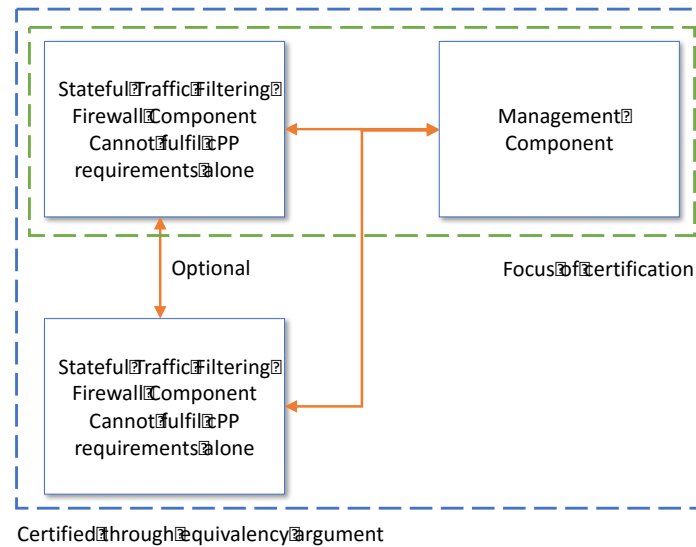 Stateful Traffic Filtering
Firewall Component
Cannot fulfil cPP
requirements alone
Management
Component
Optional
Focus of certification
Stateful Traffic Filtering
Firewall Component
Cannot fulfil cPP
requirements alone
Certified through equivalency argument